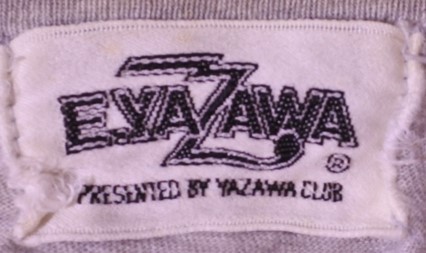 E.YAZAWA ®
PRESENTED BY YAZAWA CLUB